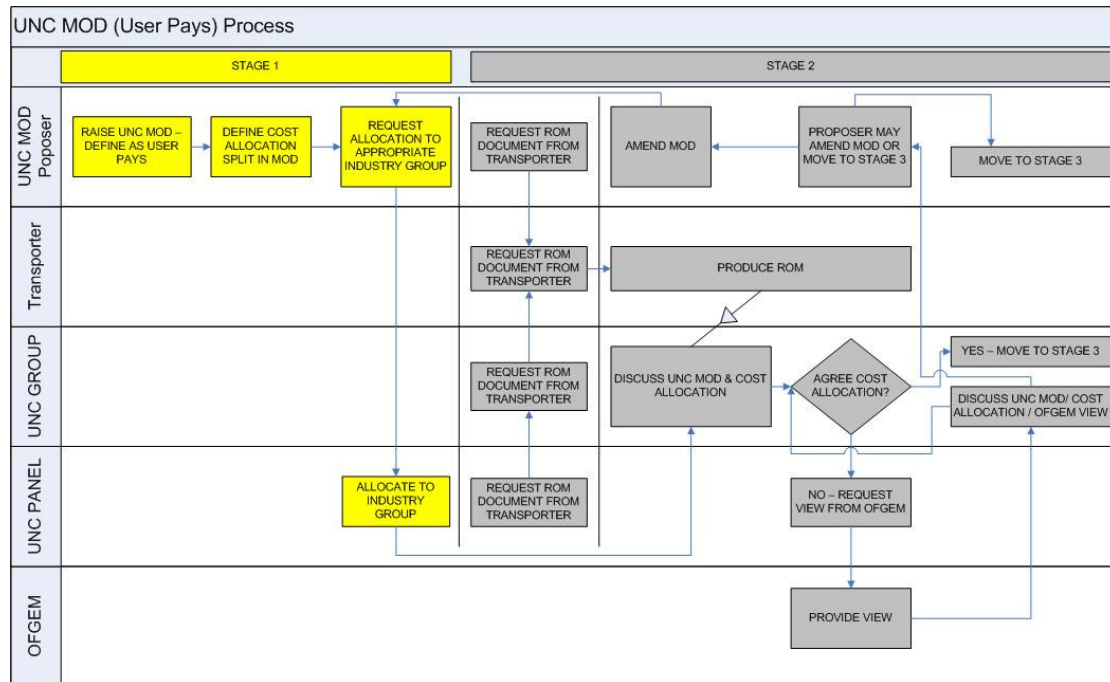 UNC MOD (User Pays) Process
STAGE 1
STAGE 2
UNC MOD
Poposer
RAISE UNC MOD –
DEFINE AS USER
PAYS
DEFINE COST
ALLOCATION
SPLIT IN MOD
REQUEST
ALLOCATION TO
APPROPRIATE
INDUSTRY GROUP
REQUEST ROM
DOCUMENT FROM
TRANSPORTER
AMEND MOD
PROPOSER MAY
AMEND MOD OR
MOVE TO STAGE 3
MOVE TO STAGE 3
Transporter
REQUEST ROM
DOCUMENT FROM
TRANSPORTER
PRODUCE ROM
UNC GROUP
REQUEST ROM
DOCUMENT FROM
TRANSPORTER
DISCUSS UNC MOD & COST
ALLOCATION
AGREE COST
ALLOCATION?
YES – MOVE TO STAGE 3
DISCUSS UNC MOD/ COST
ALLOCATION / OFGEM VIEW
UNC PANEL
ALLOCATE TO
INDUSTRY
GROUP
REQUEST ROM
DOCUMENT FROM
TRANSPORTER
NO – REQUEST
VIEW FROM OFGEM
OFGEM
PROVIDE VIEW